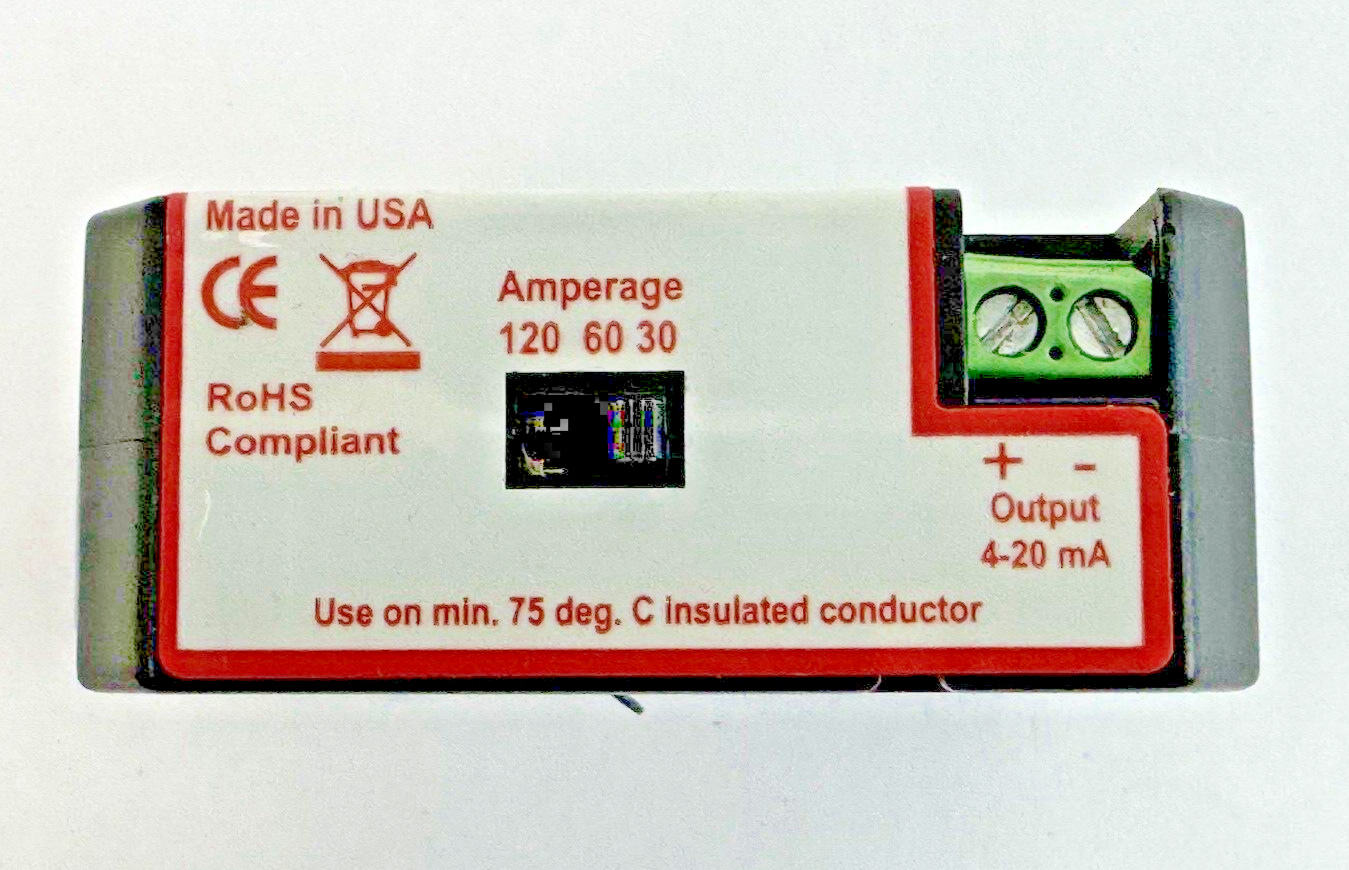 Made in USA
CE
RoHS
Compliant
Amperage
120 60 30
+ -
Output
4-20 mA
Use on min. 75 deg. C insulated conductor